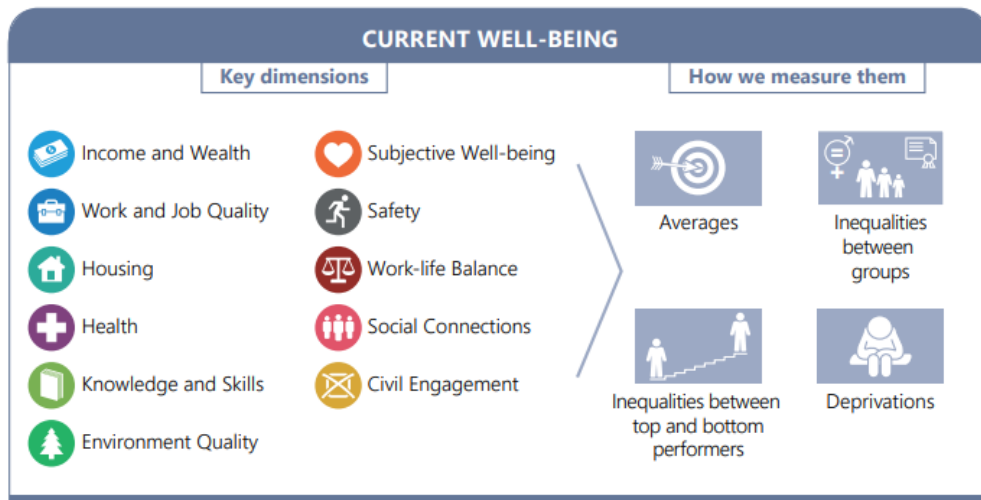 CURRENT WELL-BEING
Key dimensions
Income and Wealth
Work and Job Quality
Housing
Health
Knowledge and Skills
Environment Quality
Subjective Well-being
Safety
Work-life Balance
Social Connections
Civil Engagement
How we measure them
Averages
Inequalities
between
groups
Inequalities between
top and bottom
performers
Deprivations